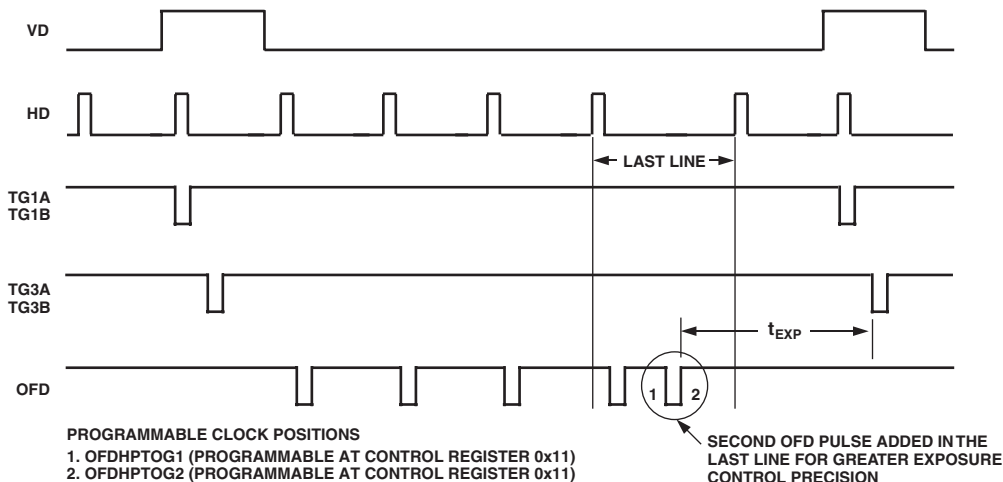 VD
HD
LAST LINE
TG1A
TG1B
TG3A
TG3B
tEXP
OFD
1 2
PROGRAMMABLE CLOCK POSITIONS
1. OFDHPTOG1 (PROGRAMMABLE AT CONTROL REGISTER 0x11)
2. OFDHPTOG2 (PROGRAMMABLE AT CONTROL REGISTER 0x11)
SECOND OFD PULSE ADDED IN THE
LAST LINE FOR GREATER EXPOSURE
CONTROL PRECISION